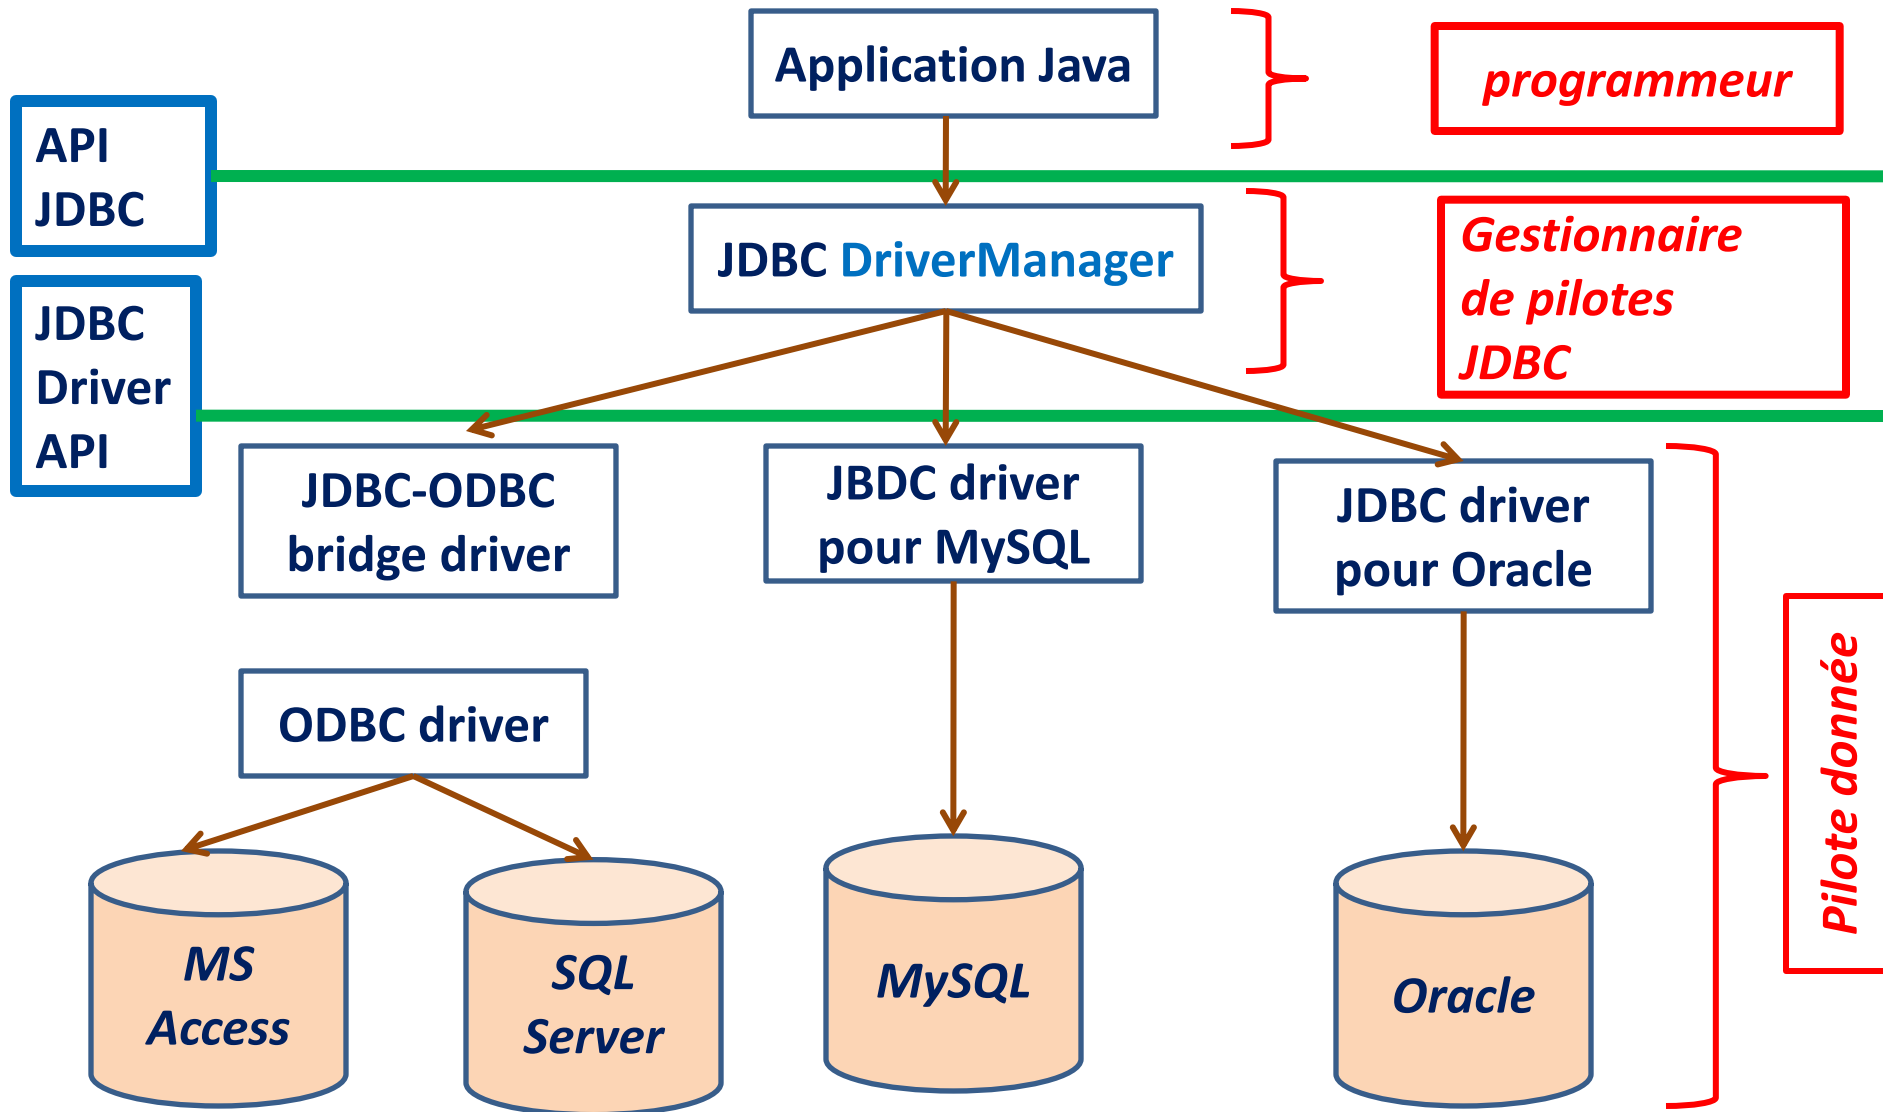 Application Java
programmeur
API
JDBC
JDBC DriverManager
Gestionnaire
de pilotes
JDBC
JDBC
Driver
API
JDBC-ODBC
bridge driver
JBDC driver
pour MySQL
JDBC driver
pour Oracle
ODBC driver
Pilote donnée
MS
Access
SQL
Server
MySQL
Oracle